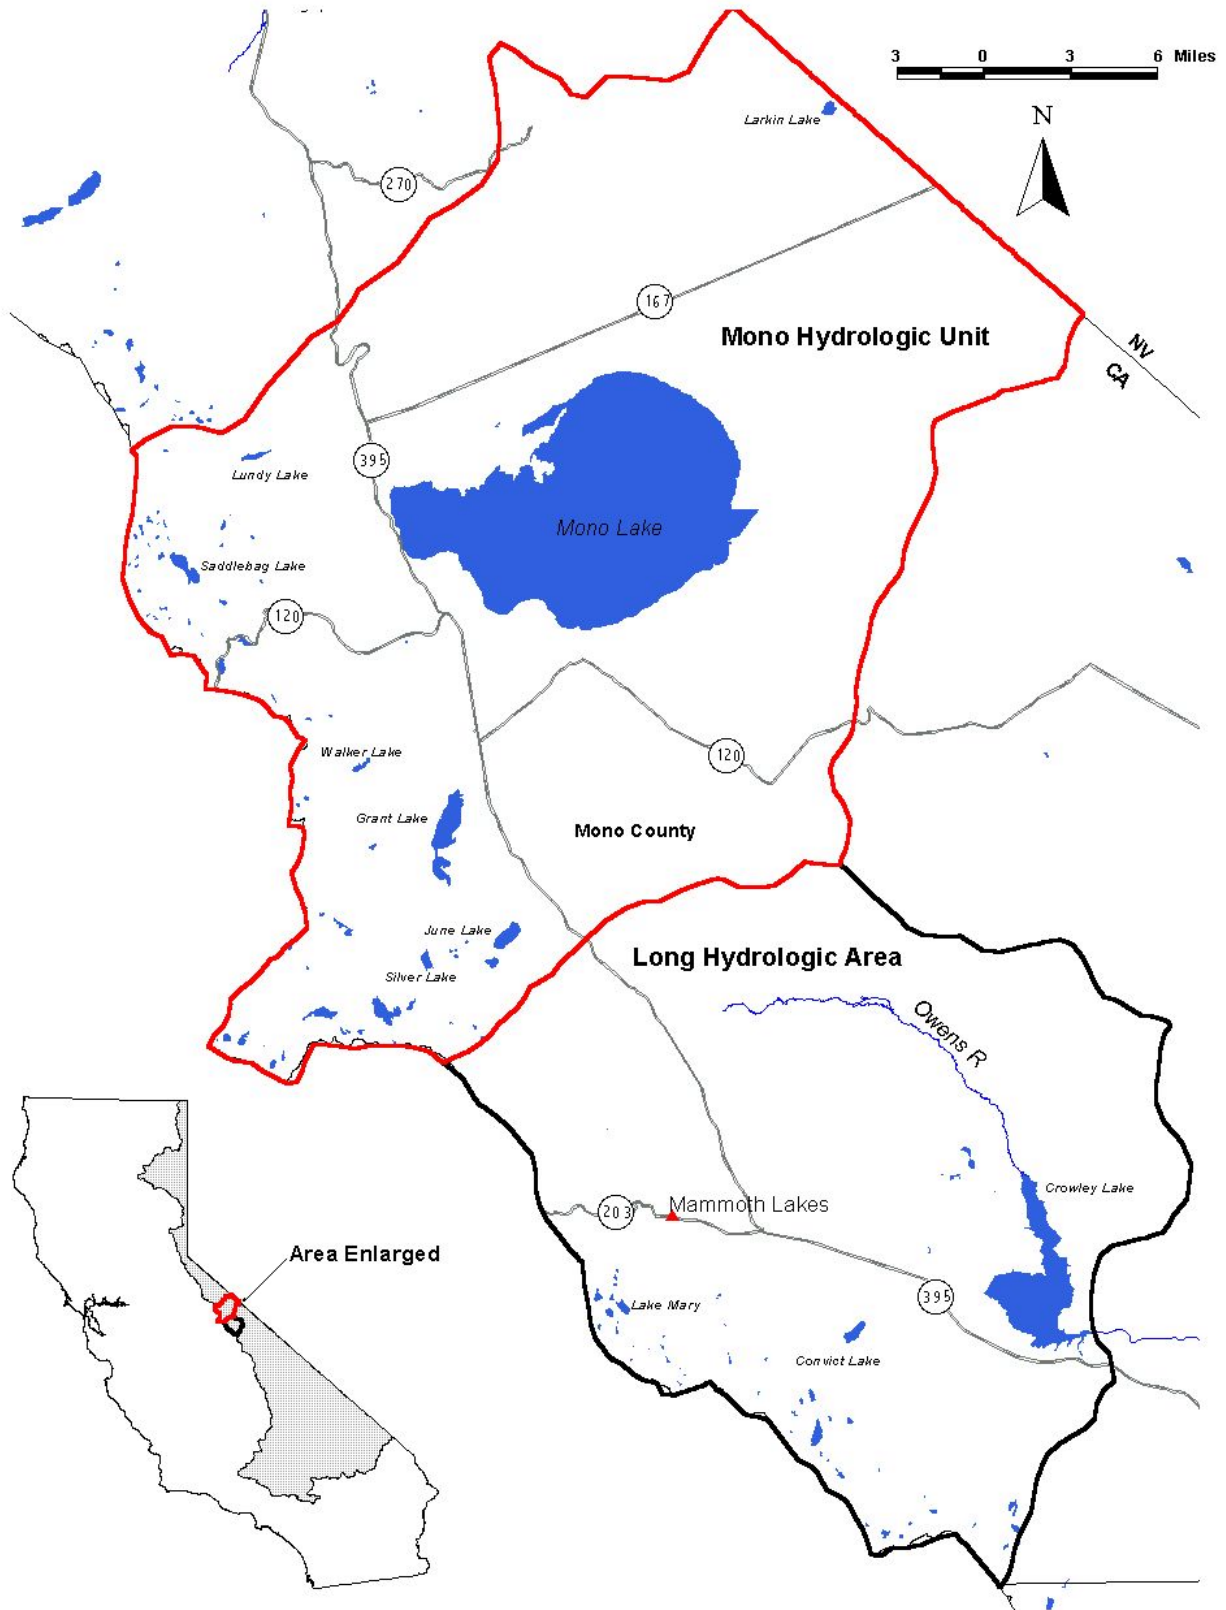 3 0 3 6 Miles
Larkin Lake
N
270
167
Mono Hydrologic Unit
NV
CA
Lundy Lake
395
Mono Lake
Saddlebag Lake
120
Walker Lake
120
Grant Lake
Mono County
June Lake
Long Hydrologic Area
Silver Lake
Owens R
Crowley Lake
203
Mammoth Lakes
Area Enlarged
395
Lake Mary
Convict Lake